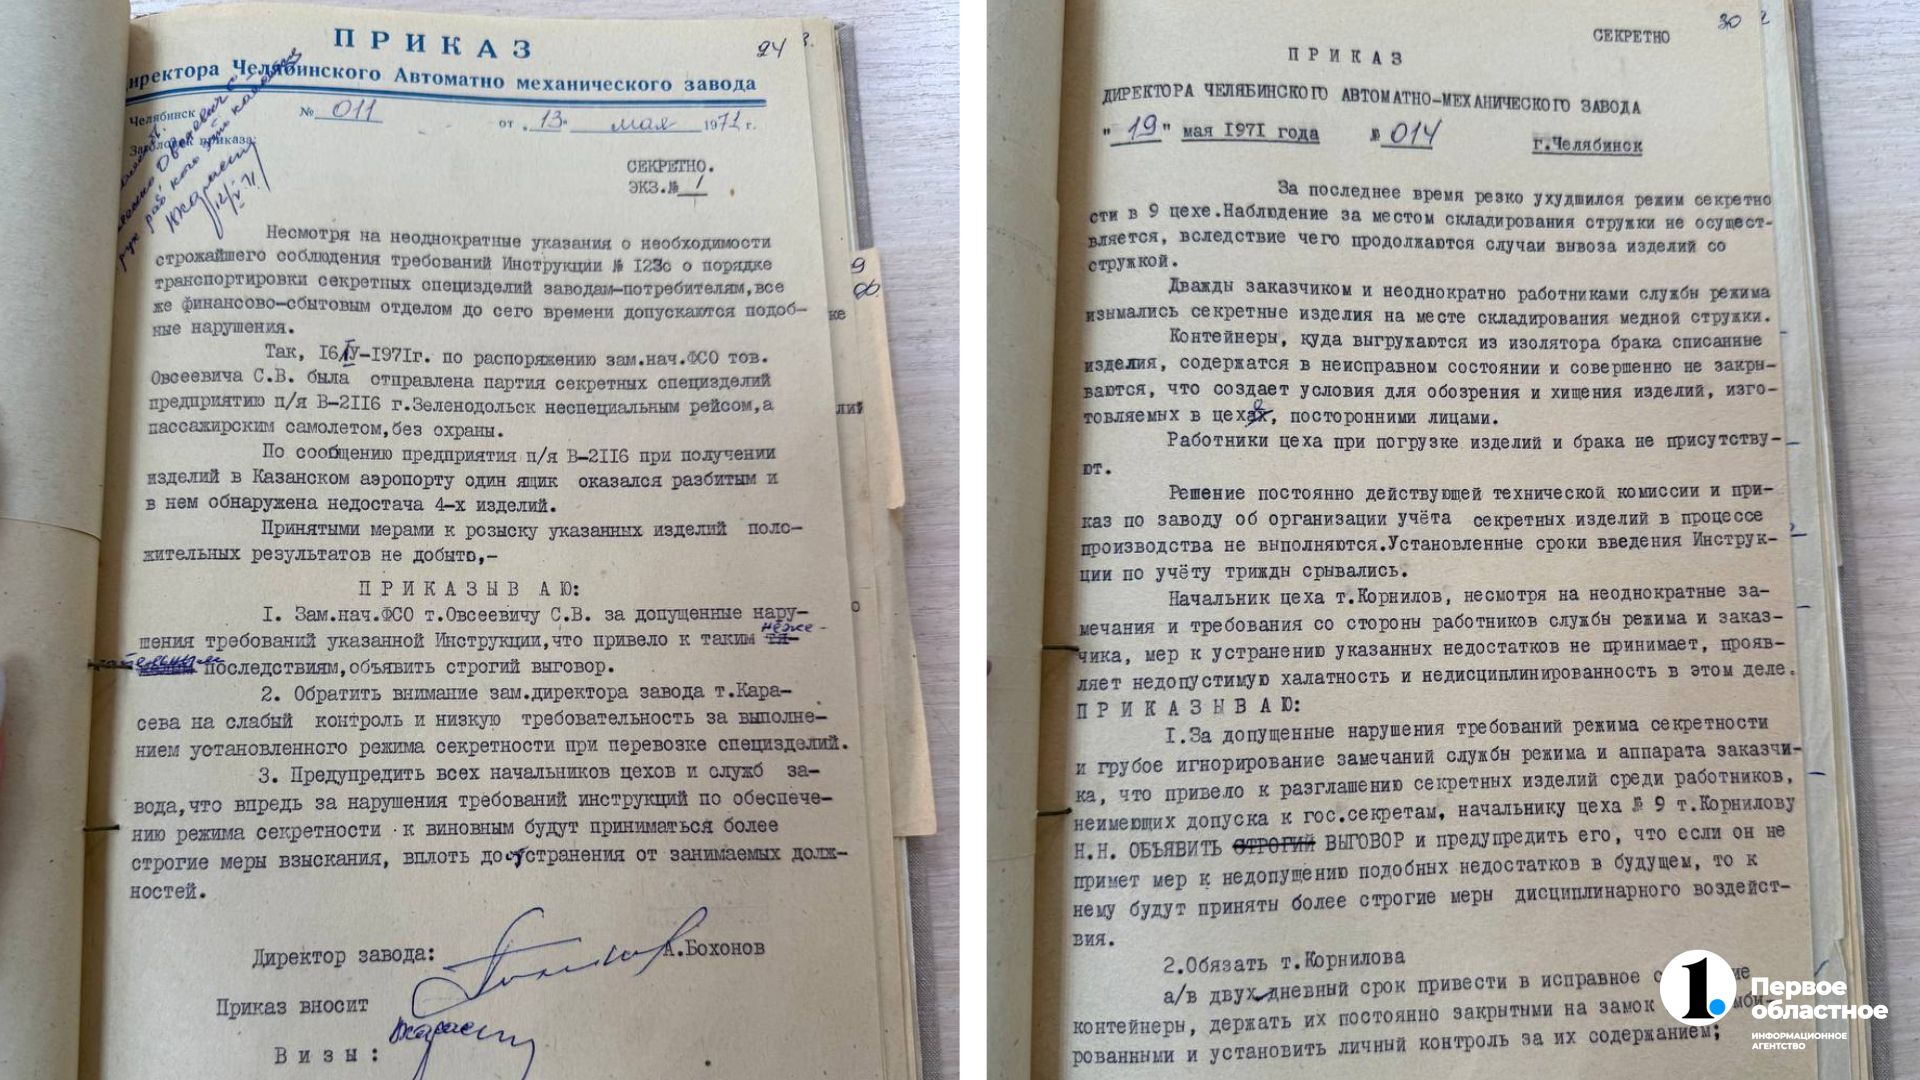 24
ПРИКАЗ
иректора Челябинского Автоматно механического завода
Челябинск
№ 011
от „13" мая 1971 г.
Заголовок приказа:
СЕКРЕТНО.
ЭКЗ.№ 1
Несмотря на неоднократные указания о необходимости
строжайшего соблюдения требований Инструкции № 123с о порядке
транспортировки секретных специзделий заводам-потребителям,все
же финансово-сбытовым отделом до сего времени допускаются подоб-
ные нарушения.
Так, 16/IУ-1971г. по распоряжению зам.нач.ФСО тов.
Овсеевича С.В. была отправлена партия секретных специзделий
предприятию п/я В-2116 г.Зеленодольск неспециальным рейсом,а
пассажирским самолетом,без охраны.
По сообщению предприятия п/я В-2116 при получении
изделий в Казанском аэропорту один ящик оказался разбитым и
в нем обнаружена недостача 4-х изделий.
Принятыми мерами к розыску указанных изделий поло-
жительных результатов не добыто,-
ПРИКАЗЫВ АЮ:
1. Зам.нач.ФСО т.Овсеевичу С.В. за допущенные нару-
шения требований указанной Инструкции,что привело к таким неже-
лательным последствиям,объявить строгий выговор.
2. Обратить внимание зам.директора завода т.Кара-
сева на слабый контроль и низкую требовательность за выполне-
нием установленного режима секретности при перевозке специзделий.
3. Предупредить всех начальников цехов и служб за-
вода,что впредь за нарушения требований инструкций по обеспече-
нию режима секретности к виновным будут приниматься более
строгие меры взыскания, вплоть до отстранения от занимаемых долж-
ностей.
Директор завода: А.Бохонов
Приказ вносит
Визы:
30
СЕКРЕТНО
ПРИКАЗ
ДИРЕКТОРА ЧЕЛЯБИНСКОГО АВТОМАТНО-МЕХАНИЧЕСКОГО ЗАВОДА
"19" мая 1971 года № 014 г.Челябинск
За последнее время резко ухудшился режим секретно
сти в 9 цехе.Наблюдение за местом складирования стружки не осущест-
вляется, вследствие чего продолжаются случаи вывоза изделий со
стружкой.
Дважды заказчиком и неоднократно работниками службы режима
изымались секретные изделия на месте складирования медной стружки.
Контейнеры, куда выгружаются из изолятора брака списанные
изделия, содержатся в неисправном состоянии и совершенно не закры-
ваются, что создает условия для обозрения и хищения изделий, изго-
товляемых в цехе, посторонними лицами.
Работники цеха при погрузке изделий и брака не присутству-
ют.
Решение постоянно действующей технической комиссии и при-
каз по заводу об организации учёта секретных изделий в процессе
производства не выполняются.Установленные сроки введения Инструк-
ции по учёту трижды срывались.
Начальник цеха т.Корнилов, несмотря на неоднократные за-
мечания и требования со стороны работников службы режима и заказ-
чика, мер к устранению указанных недостатков не принимает, прояв-
ляет недопустимую халатность и недисциплинированность в этом деле.
ПРИКАЗЫВАЮ:
1.За допущенные нарушения требований режима секретности
и грубое игнорирование замечаний службы режима и аппарата заказчи-
ка, что привело к разглашению секретных изделий среди работников,
неимеющих допуска к гос.секретам, начальнику цеха № 9 т.Корнилову
Н.Н. ОБЪЯВИТЬ СТРОГИЙ ВЫГОВОР и предупредить его, что если он не
примет мер к недопущению подобных недостатков в будущем, то к
нему будут приняты более строгие меры дисциплинарного воздейст-
вия.
2.Обязать т.Корнилова
а/в двух дневный срок привести в исправное
контейнеры, держать их постоянно закрытыми на замок
рованными и установить личный контроль за их содержанием;
1.
Первое
областное
ИНФОРМАЦИОННОЕ
АГЕНТСТВО